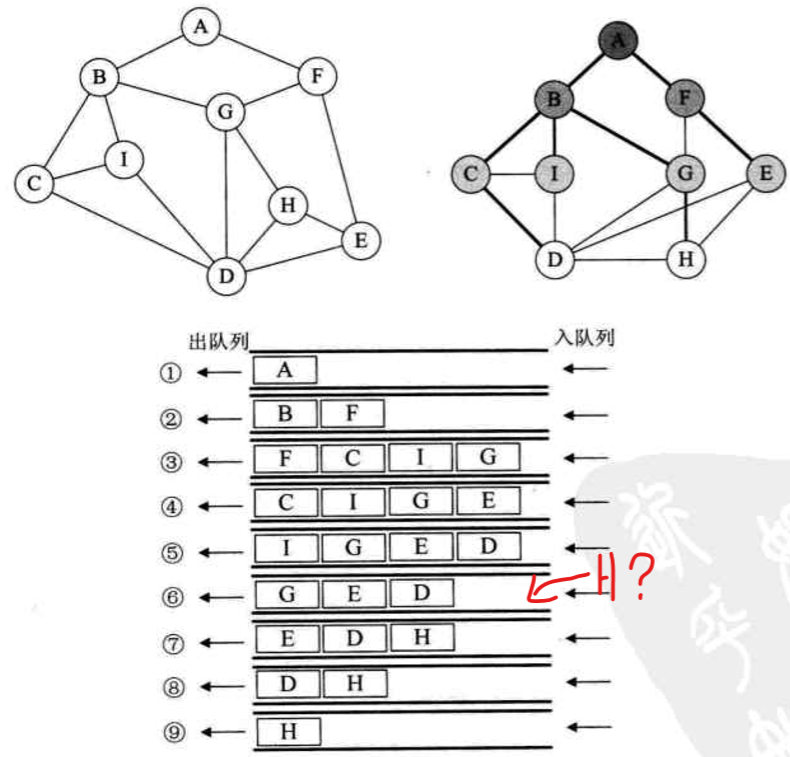 A
B
F
G
I
C
H
E
D
A
B
F
C
I
G
E
D
H
出队列 入队列
① A
② B F
③ F C I G
④ C I G E
⑤ I G E D
⑥ G E D H?
⑦ E D H
⑧ D H
⑨ H